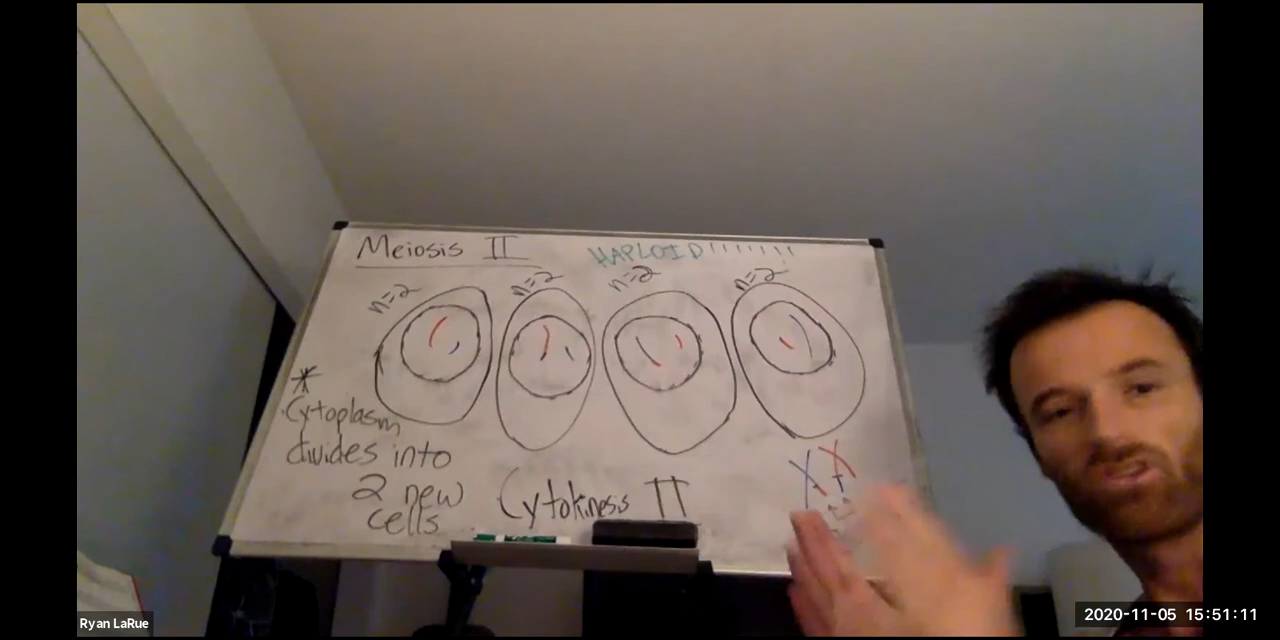 Meiosis II
HAPLOID!!!!!!!
n=2
n=2
n=2
n=2
*
Cytoplasm
divides into
2 new
cells
Cytokinesis II
Ryan LaRue
2020-11-05 15:51:11